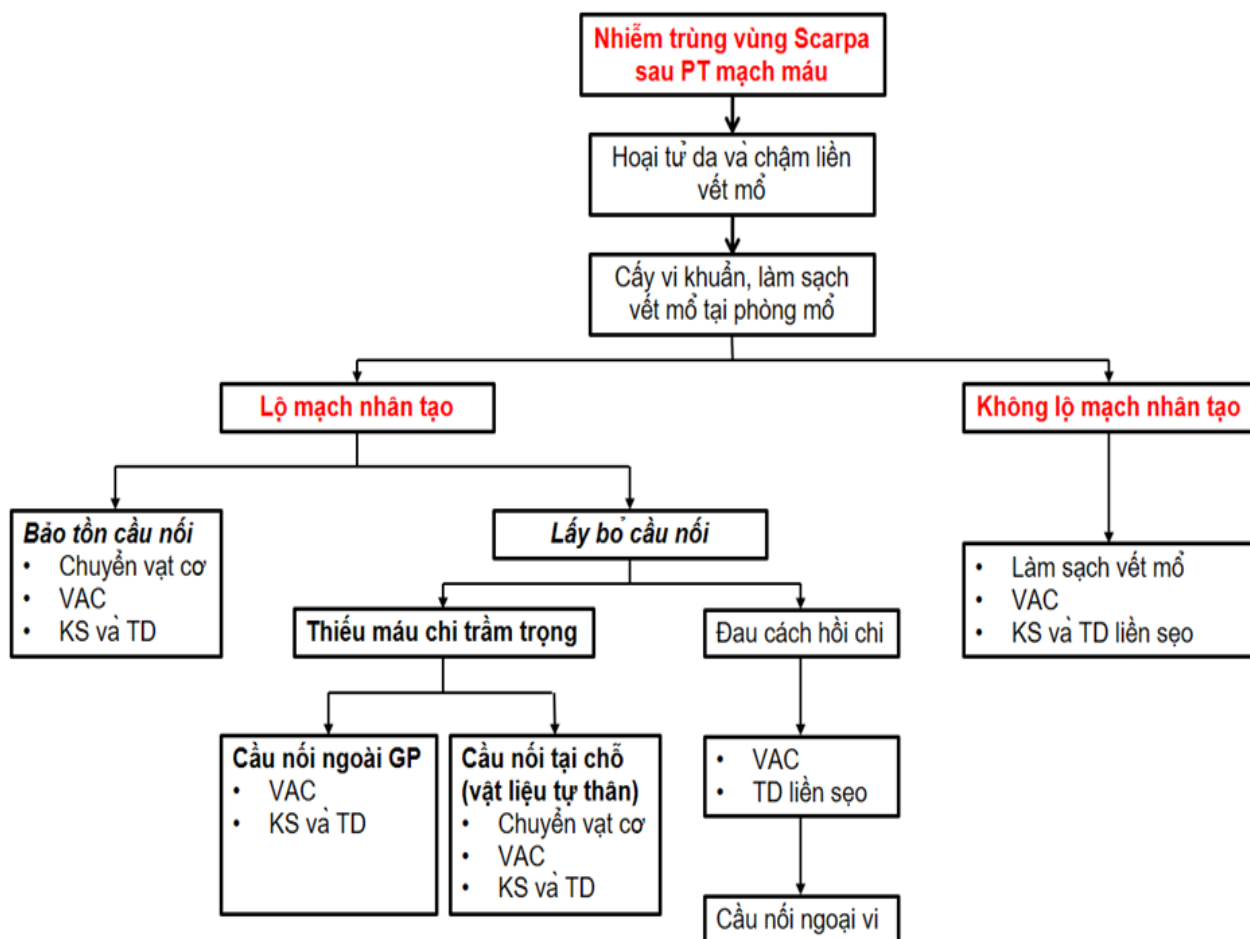 Nhiễm trùng vùng Scarpa
sau PT mạch máu
Hoại tử da và chậm liền
vết mổ
Cấy vi khuẩn, làm sạch
vết mổ tại phòng mổ
Lộ mạch nhân tạo
Không lộ mạch nhân tạo
Bảo tồn cầu nối
• Chuyển vạt cơ
• VAC
• KS và TD
Lấy bỏ cầu nối
• Làm sạch vết mổ
• VAC
• KS và TD liền sẹo
Thiếu máu chi trầm trọng
Đau cách hồi chi
Cầu nối ngoài GP
• VAC
• KS và TD
Cầu nối tại chỗ
(vật liệu tự thân)
• Chuyển vạt cơ
• VAC
• KS và TD
• VAC
• TD liền sẹo
Cầu nối ngoại vi